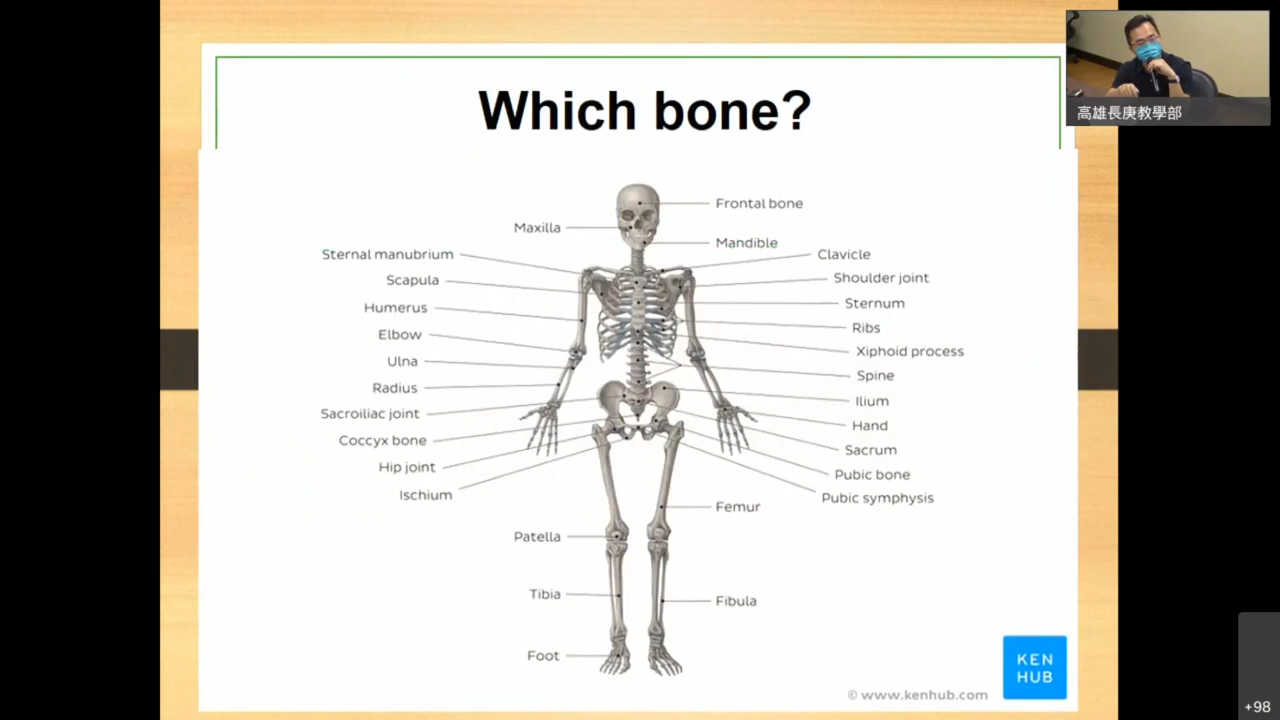 Which bone?
高雄長庚教學部
Frontal bone
Maxilla
Mandible
Sternal manubrium
Clavicle
Scapula
Shoulder joint
Humerus
Sternum
Elbow
Ribs
Ulna
Xiphoid process
Radius
Spine
Sacroiliac joint
Ilium
Coccyx bone
Hand
Hip joint
Sacrum
Ischium
Pubic bone
Pubic symphysis
Femur
Patella
Tibia
Fibula
Foot
KEN
HUB
© www.kenhub.com
+98